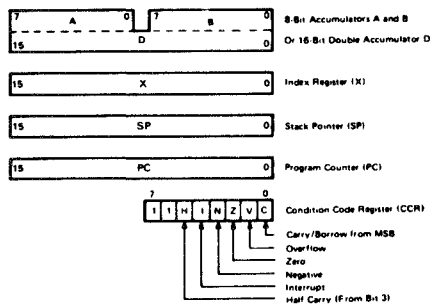 7 A 0 7 B 0 8-Bit Accumulators A and B
15 D 0 Or 16-Bit Double Accumulator D
15 X 0 Index Register (X)
15 SP 0 Stack Pointer (SP)
15 PC 0 Program Counter (PC)
7 0
1 1 H I N Z V C Condition Code Register (CCR)
Carry/Borrow from MSB
Overflow
Zero
Negative
Interrupt
Half Carry (From Bit 3)